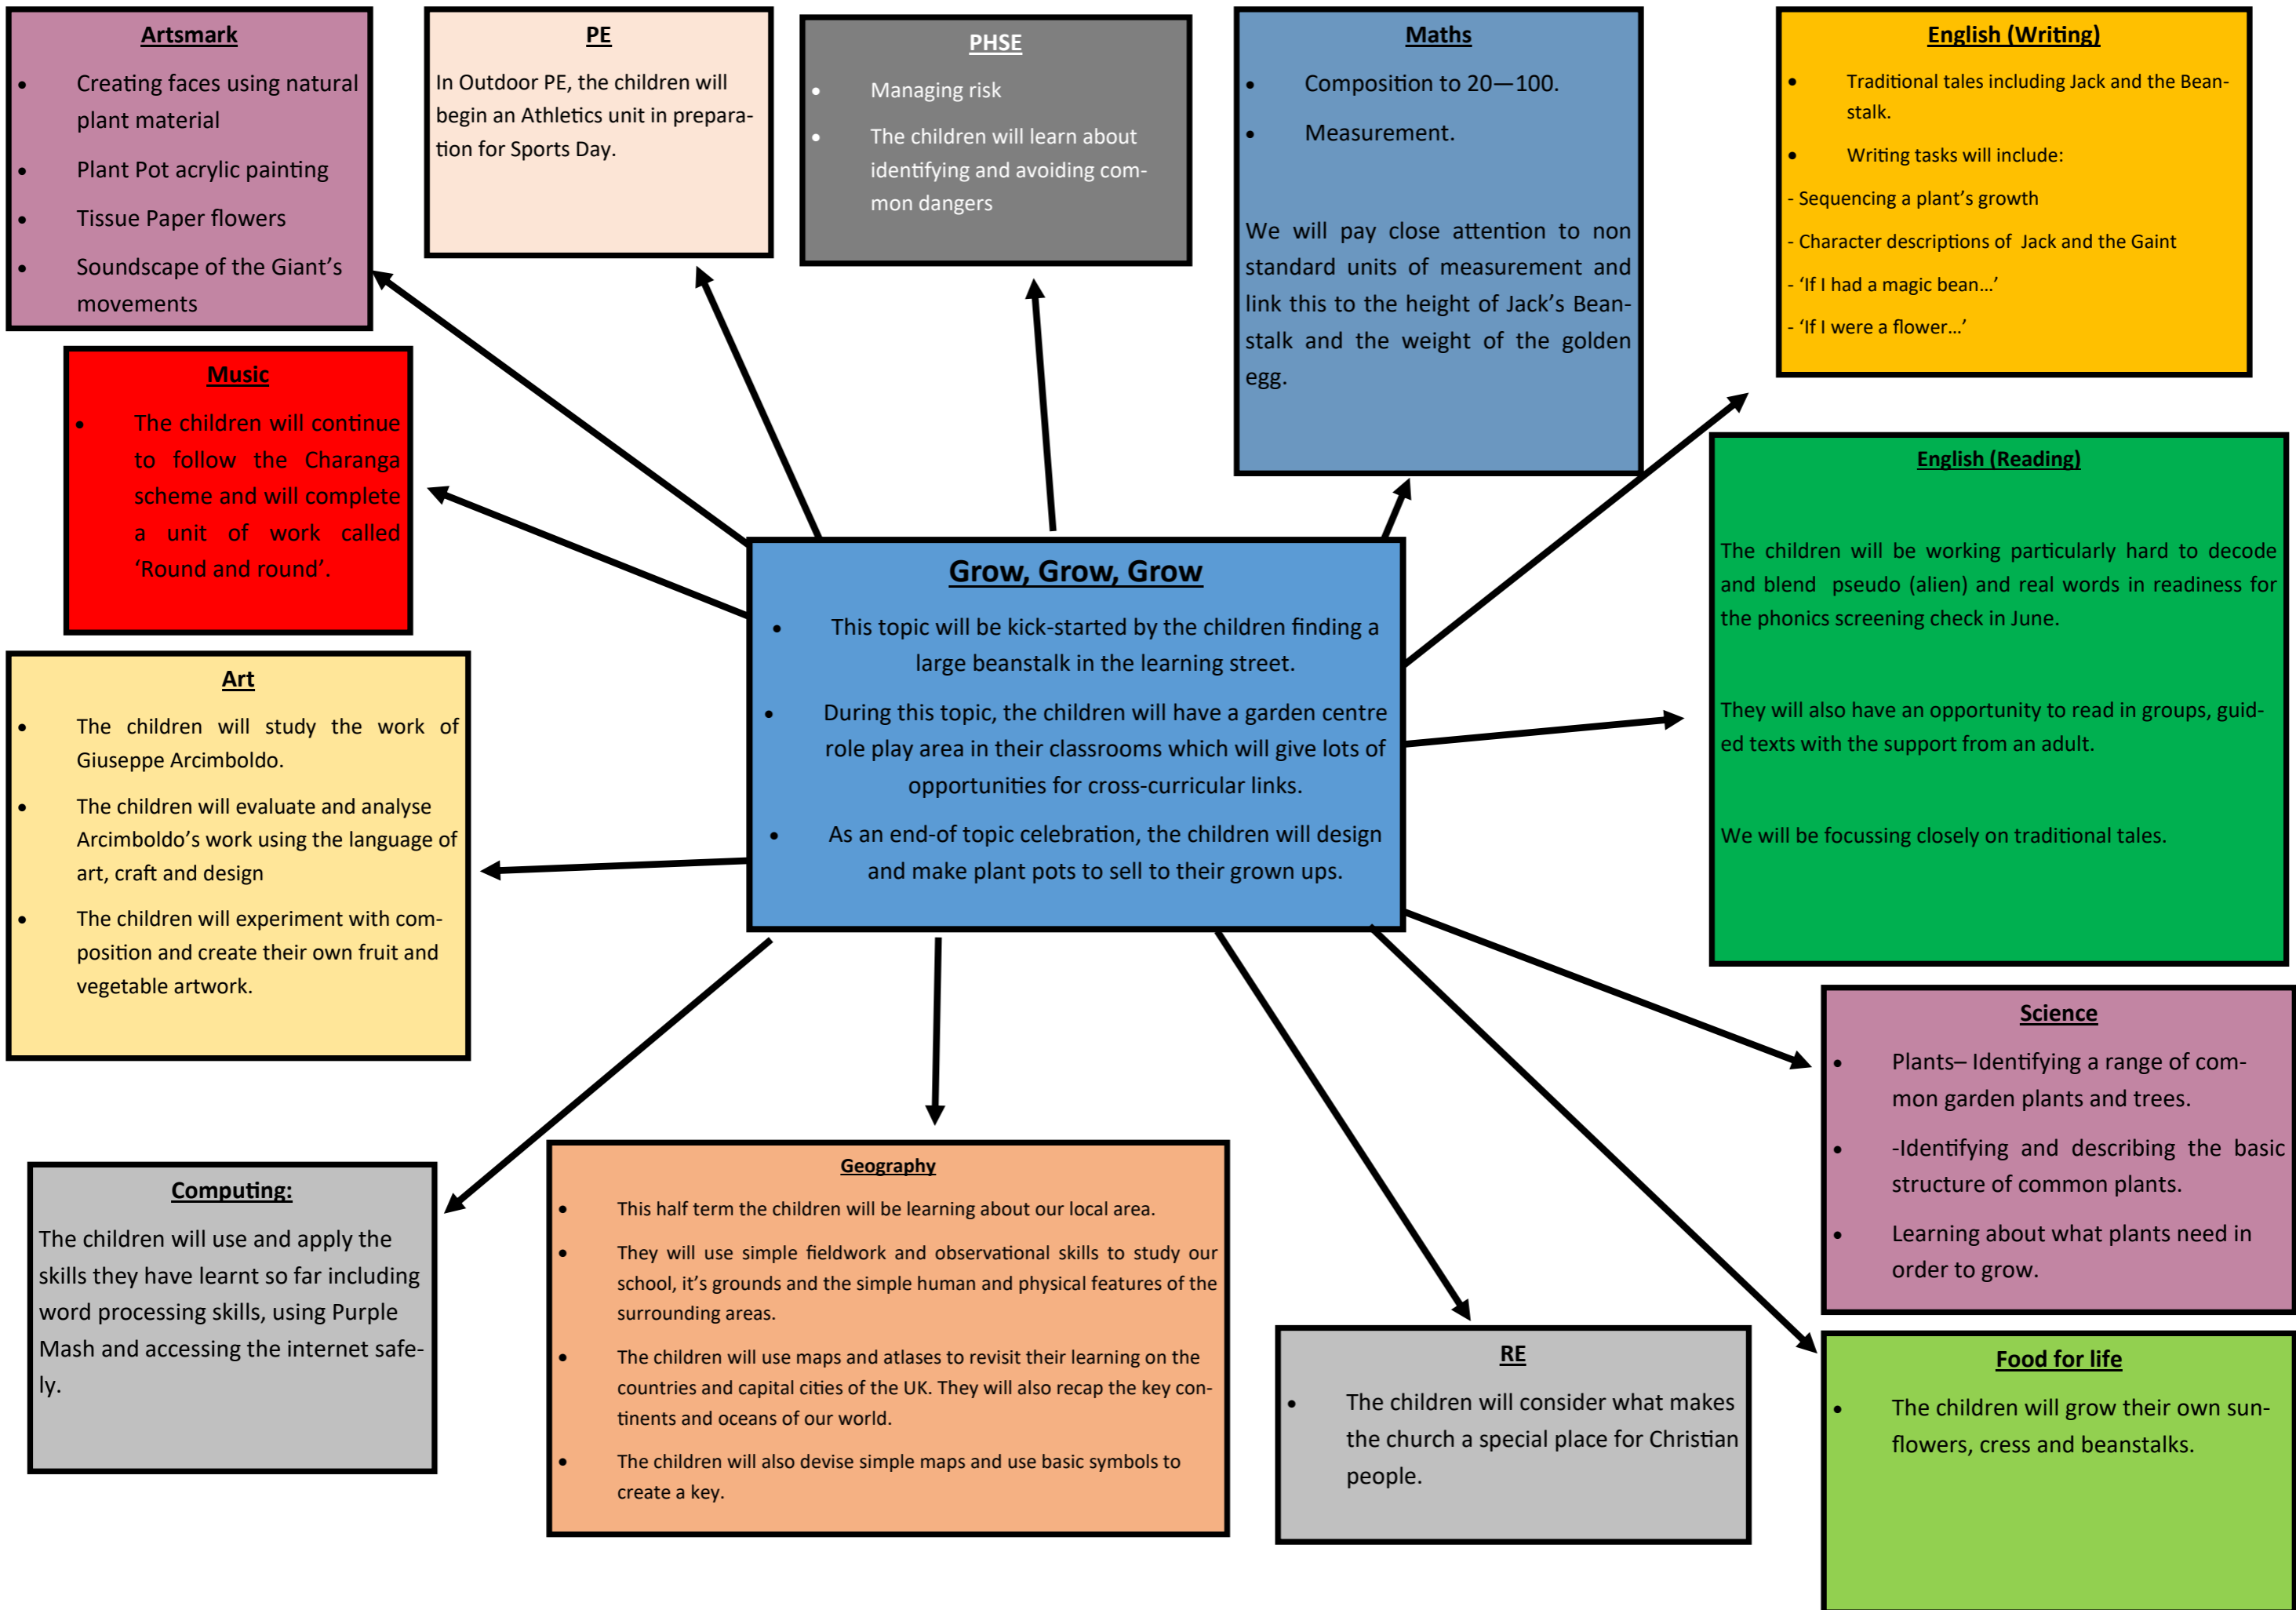 Artsmark
• Creating faces using natural
plant material
• Plant Pot acrylic painting
• Tissue Paper flowers
• Soundscape of the Giant's
movements
PE
In Outdoor PE, the children will
begin an Athletics unit in prepara-
tion for Sports Day.
PHSE
• Managing risk
• The children will learn about
identifying and avoiding com-
mon dangers
Maths
• Composition to 20—100.
• Measurement.
We will pay close attention to non
standard units of measurement and
link this to the height of Jack's Bean-
stalk and the weight of the golden
egg.
English (Writing)
• Traditional tales including Jack and the Bean-
stalk.
• Writing tasks will include:
- Sequencing a plant's growth
- Character descriptions of Jack and the Gaint
- 'If I had a magic bean...'
- 'If I were a flower...'
Music
• The children will continue
to follow the Charanga
scheme and will complete
a unit of work called
'Round and round'.
English (Reading)
The children will be working particularly hard to decode
and blend pseudo (alien) and real words in readiness for
the phonics screening check in June.
They will also have an opportunity to read in groups, guid-
ed texts with the support from an adult.
We will be focussing closely on traditional tales.
Grow, Grow, Grow
• This topic will be kick-started by the children finding a
large beanstalk in the learning street.
• During this topic, the children will have a garden centre
role play area in their classrooms which will give lots of
opportunities for cross-curricular links.
• As an end-of topic celebration, the children will design
and make plant pots to sell to their grown ups.
Art
• The children will study the work of
Giuseppe Arcimboldo.
• The children will evaluate and analyse
Arcimboldo's work using the language of
art, craft and design
• The children will experiment with com-
position and create their own fruit and
vegetable artwork.
Science
• Plants– Identifying a range of com-
mon garden plants and trees.
• -Identifying and describing the basic
structure of common plants.
• Learning about what plants need in
order to grow.
Computing:
The children will use and apply the
skills they have learnt so far including
word processing skills, using Purple
Mash and accessing the internet safe-
ly.
Geography
• This half term the children will be learning about our local area.
• They will use simple fieldwork and observational skills to study our
school, it's grounds and the simple human and physical features of the
surrounding areas.
• The children will use maps and atlases to revisit their learning on the
countries and capital cities of the UK. They will also recap the key con-
tinents and oceans of our world.
• The children will also devise simple maps and use basic symbols to
create a key.
RE
• The children will consider what makes
the church a special place for Christian
people.
Food for life
• The children will grow their own sun-
flowers, cress and beanstalks.